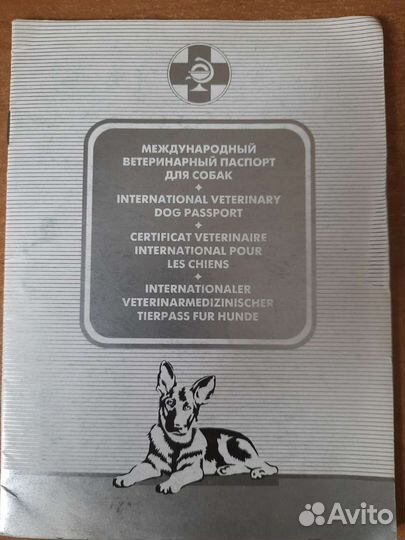 МЕЖДУНАРОДНЫЙ
ВЕТЕРИНАРНЫЙ ПАСПОРТ
ДЛЯ СОБАК
INTERNATIONAL VETERINARY
DOG PASSPORT
CERTIFICAT VETERINAIRE
INTERNATIONAL POUR
LES CHIENS
INTERNATIONALER
VETERINARMEDIZINISCHER
TIERPASS FUR HUNDE
Avito